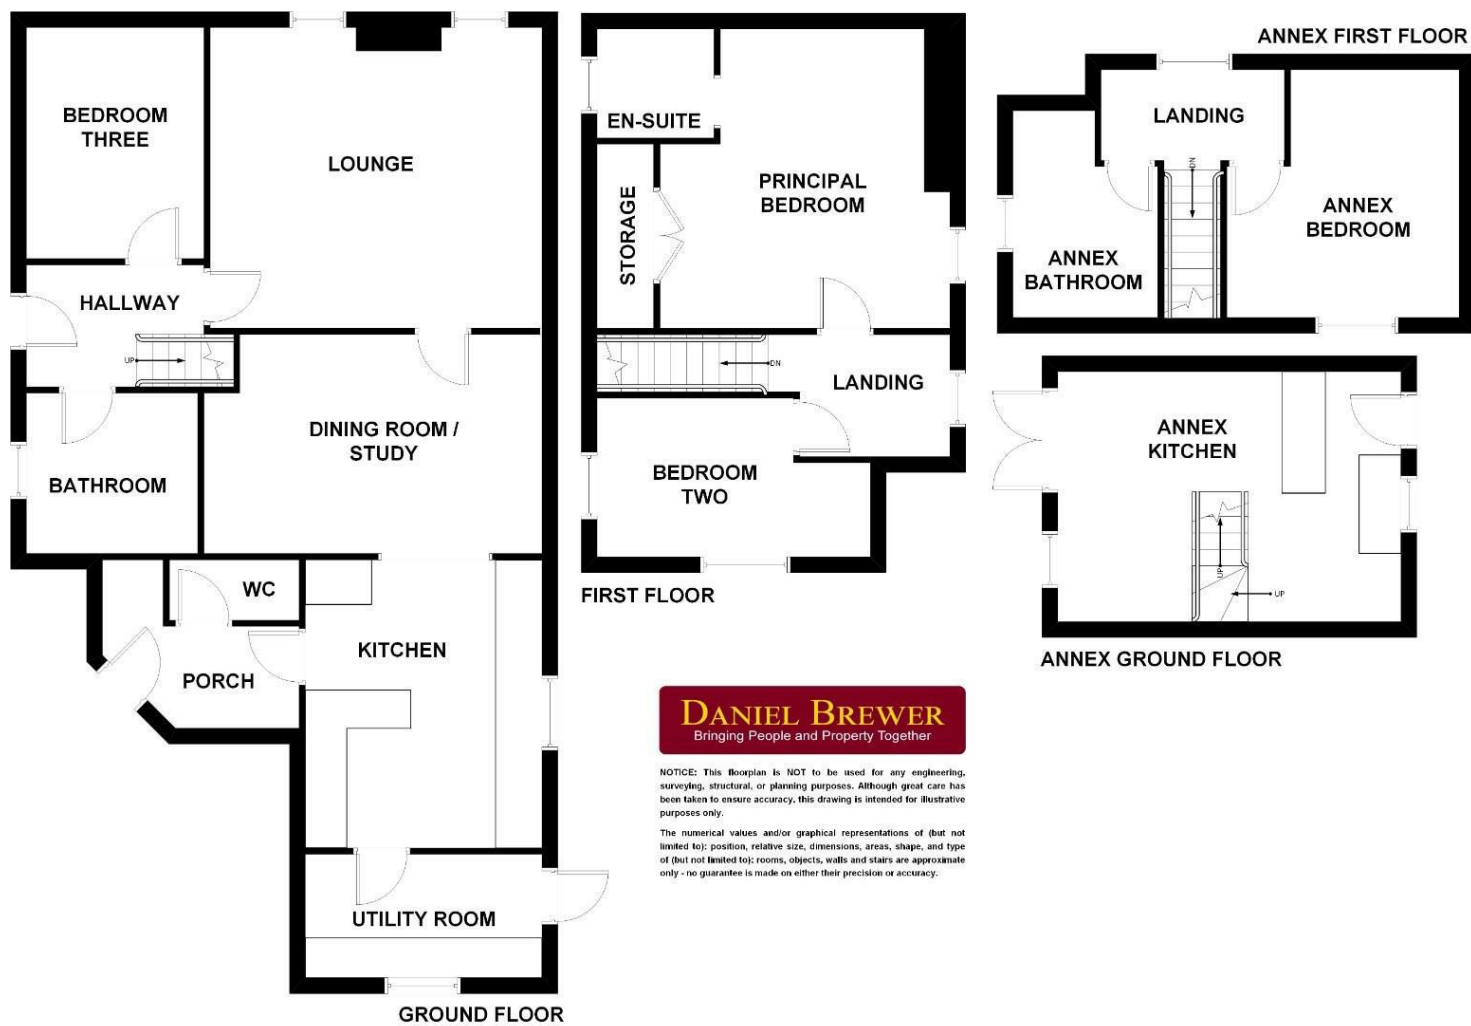 BEDROOM
THREE
LOUNGE
HALLWAY
UP
DINING ROOM /
STUDY
BATHROOM
WC
PORCH
KITCHEN
UTILITY ROOM
GROUND FLOOR
EN-SUITE
STORAGE
PRINCIPAL
BEDROOM
DN
LANDING
BEDROOM
TWO
FIRST FLOOR
ANNEX FIRST FLOOR
LANDING
DN
ANNEX
BATHROOM
ANNEX
BEDROOM
ANNEX
KITCHEN
UP
UP
ANNEX GROUND FLOOR
DANIEL BREWER
Bringing People and Property Together
NOTICE: This floorplan is NOT to be used for any engineering,
surveying, structural, or planning purposes. Although great care has
been taken to ensure accuracy, this drawing is intended for illustrative
purposes only.
The numerical values and/or graphical representations of (but not
limited to): position, relative size, dimensions, areas, shape, and type
of (but not limited to): rooms, objects, walls and stairs are approximate
only - no guarantee is made on either their precision or accuracy.